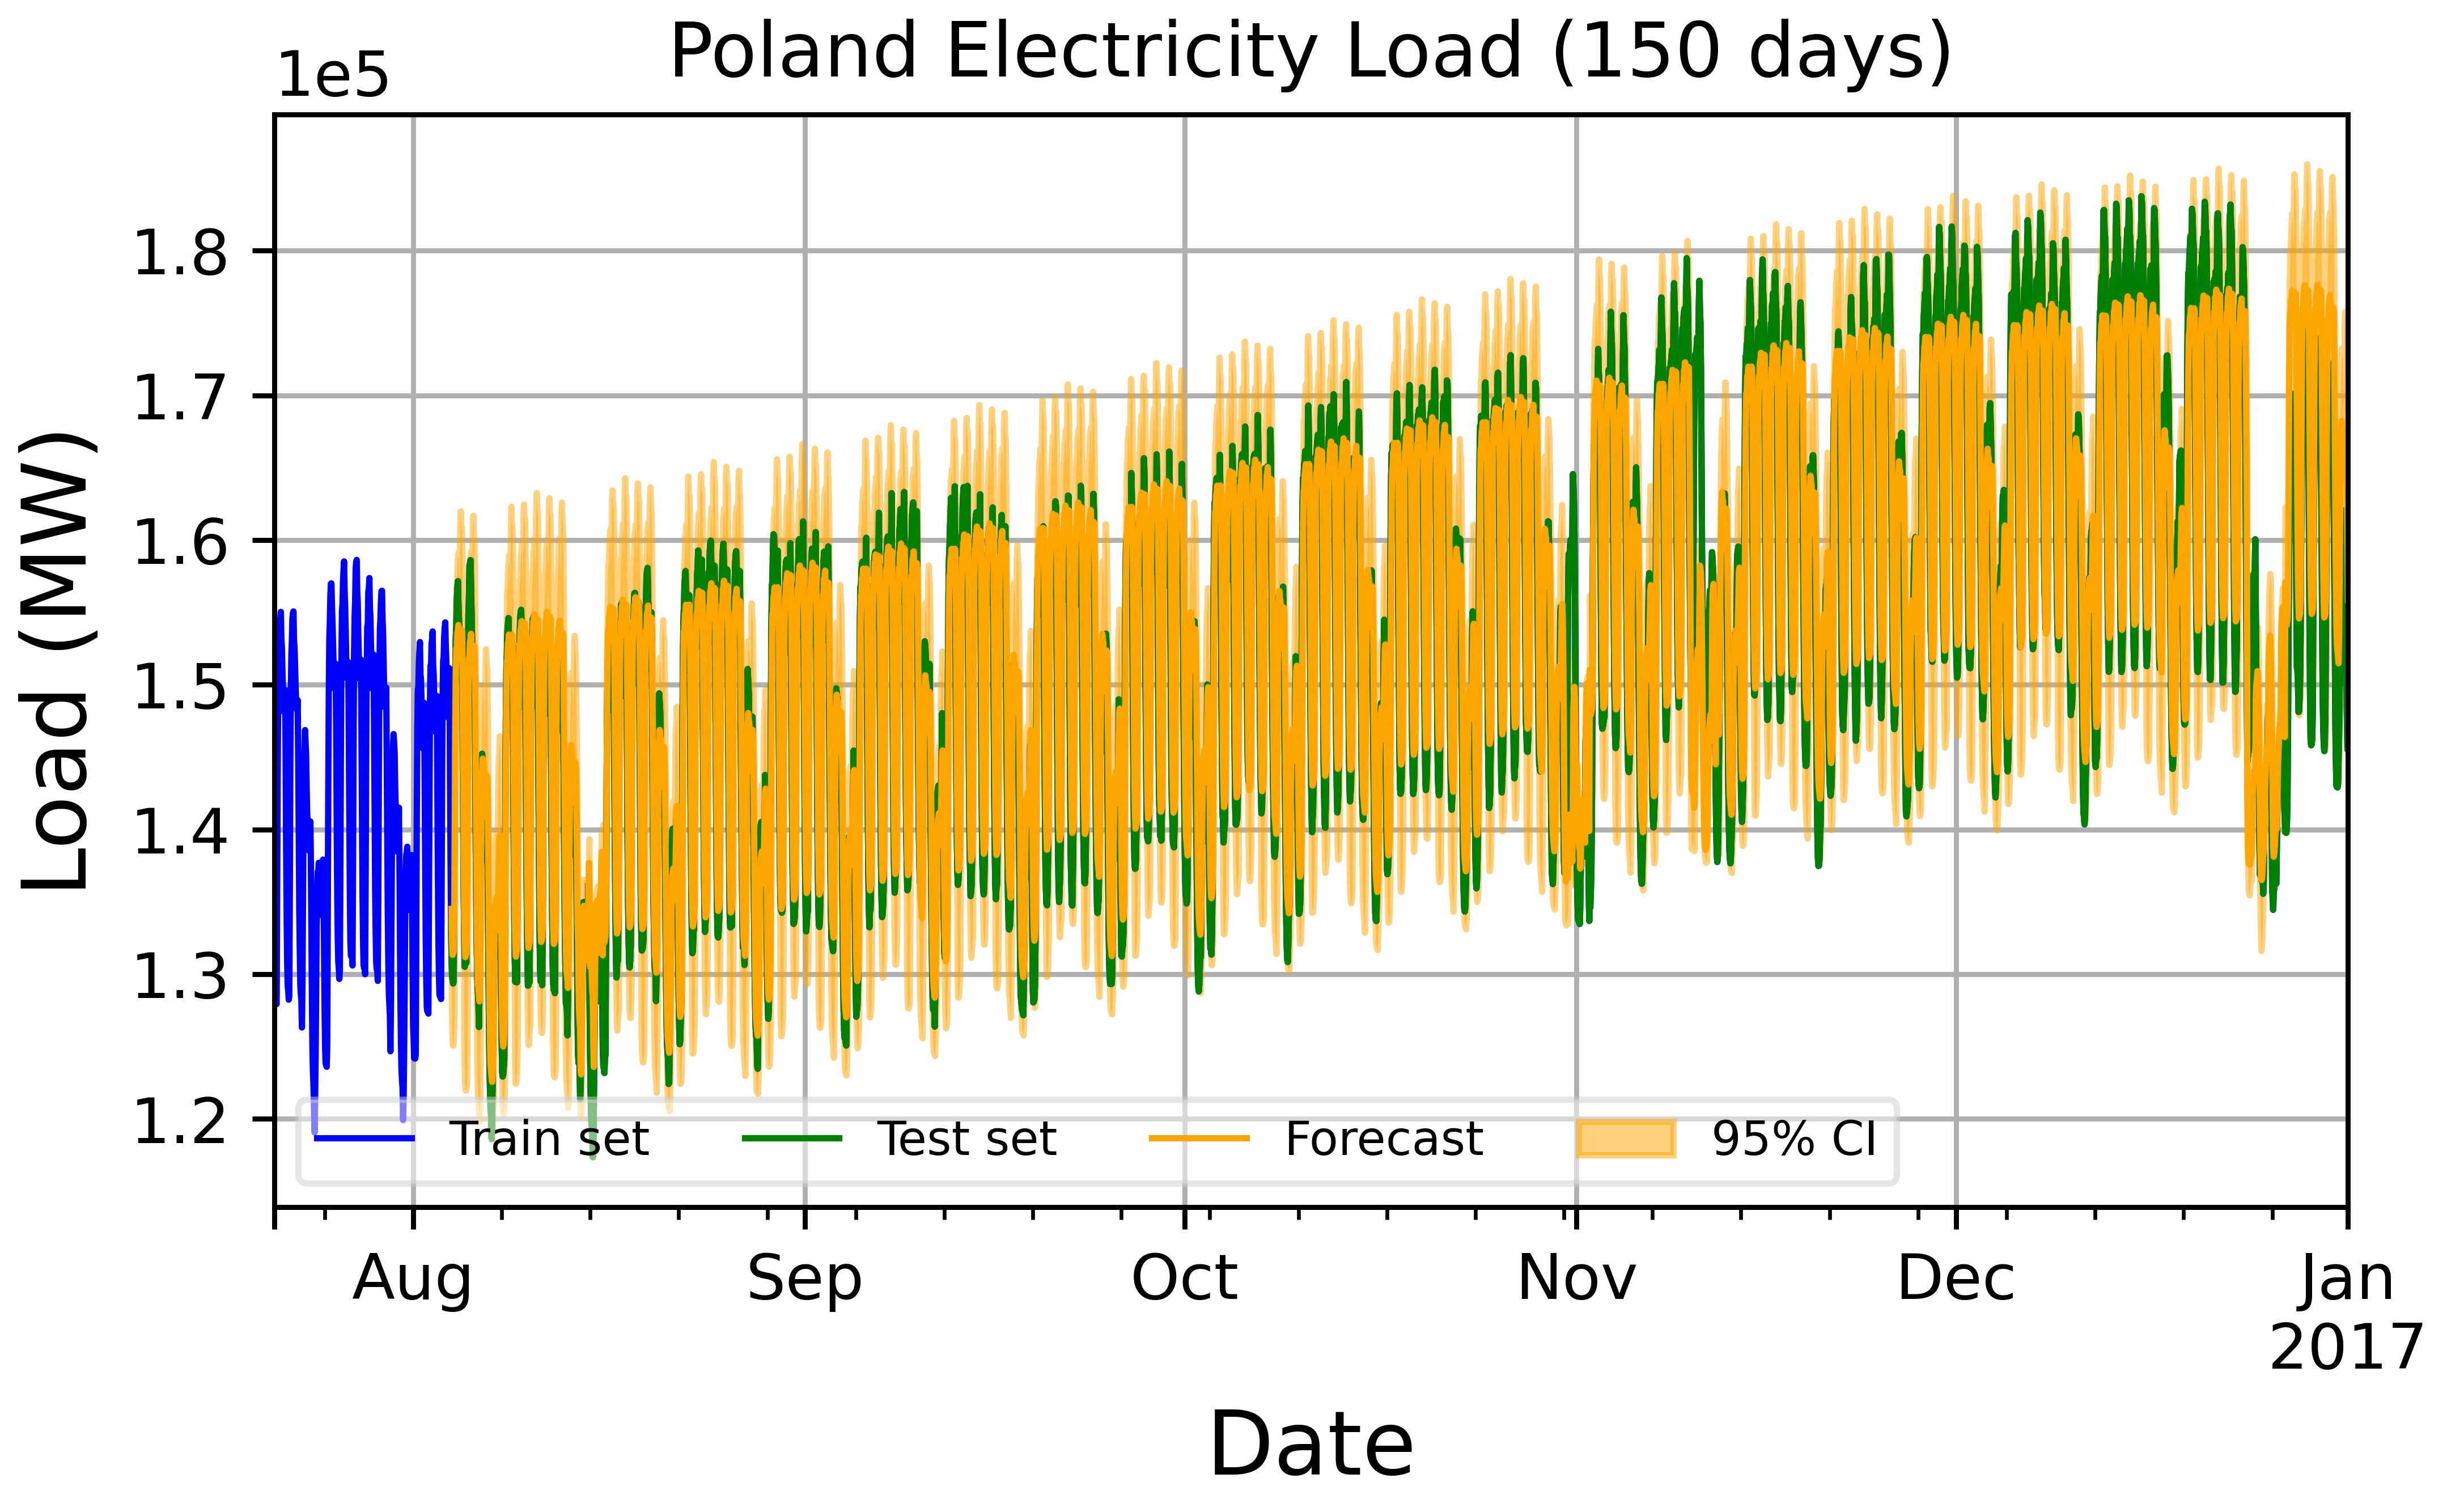 Poland Electricity Load (150 days)
1e5
1.8
1.7
1.6
1.5
1.4
1.3
1.2
Load (MW)
Train set
Test set
Forecast
95% CI
Aug
Sep
Oct
Nov
Dec
Jan
2017
Date